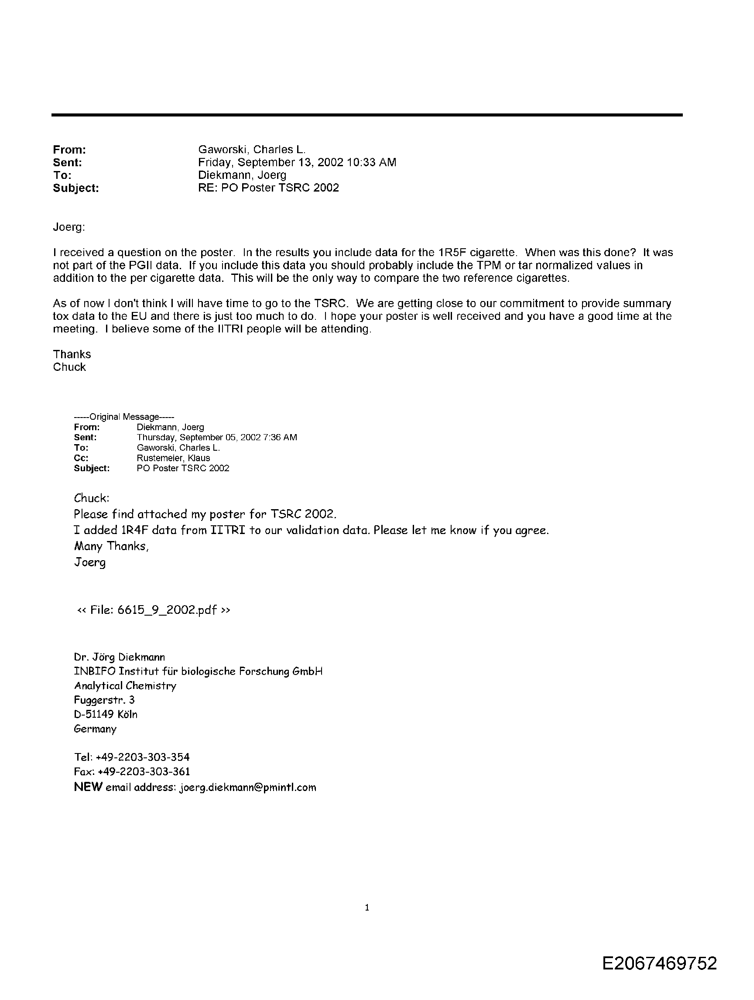 From: Gaworski, Charles L.
Sent: Friday, September 13, 2002 10:33 AM
To: Diekmann, Joerg
Subject: RE: PO Poster TSRC 2002
Joerg:
I received a question on the poster. In the results you include data for the 1R5F cigarette. When was this done? It was
not part of the PGII data. If you include this data you should probably include the TPM or tar normalized values in
addition to the per cigarette data. This will be the only way to compare the two reference cigarettes.
As of now I don't think I will have time to go to the TSRC. We are getting close to our commitment to provide summary
tox data to the EU and there is just too much to do. I hope your poster is well received and you have a good time at the
meeting. I believe some of the IITRI people will be attending.
Thanks
Chuck
-----Original Message-----
From: Diekmann, Joerg
Sent: Thursday, September 05, 2002 7:36 AM
To: Gaworski, Charles L.
Cc: Rustemeier, Klaus
Subject: PO Poster TSRC 2002
Chuck:
Please find attached my poster for TSRC 2002.
I added 1R4F data from IITRI to our validation data. Please let me know if you agree.
Many Thanks,
Joerg
<< File: 6615_9_2002.pdf >>
Dr. Jörg Diekmann
INBIFO Institut für biologische Forschung GmbH
Analytical Chemistry
Fuggerstr. 3
D-51149 Köln
Germany
Tel: +49-2203-303-354
Fax: +49-2203-303-361
NEW email address: joerg.diekmann@pmintl.com
1
E2067469752